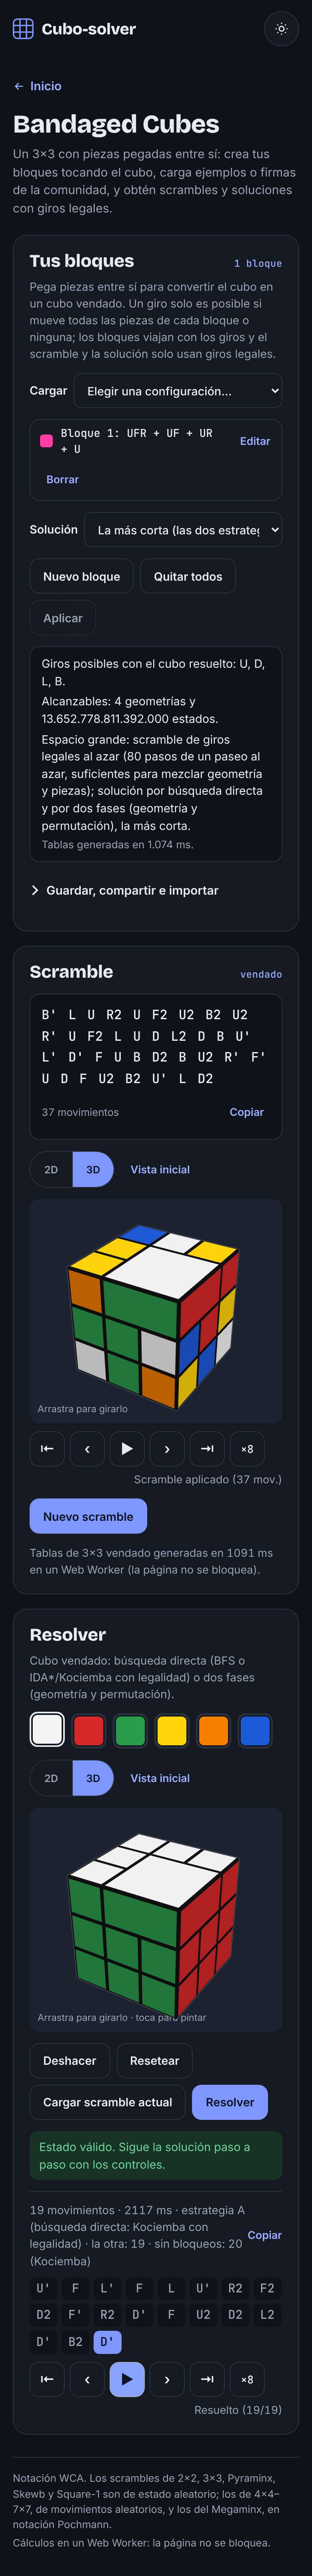 Cubo-solver
← Inicio
Bandaged Cubes
Un 3×3 con piezas pegadas entre sí: crea tus
bloques tocando el cubo, carga ejemplos o firmas
de la comunidad, y obtén scrambles y soluciones
con giros legales.
Tus bloques
1 bloque
Pega piezas entre sí para convertir el cubo en
un cubo vendado. Un giro solo es posible si
mueve todas las piezas de cada bloque o
ninguna; los bloques viajan con los giros y el
scramble y la solución solo usan giros legales.
Cargar
Elegir una configuración...
Bloque 1: UFR + UF + UR
+ U
Editar
Borrar
Solución
La más corta (las dos estrateg
Nuevo bloque
Quitar todos
Aplicar
Giros posibles con el cubo resuelto: U, D,
L, B.
Alcanzables: 4 geometrías y
13.652.778.811.392.000 estados.
Espacio grande: scramble de giros
legales al azar (80 pasos de un paseo al
azar, suficientes para mezclar geometría
y piezas); solución por búsqueda directa
y por dos fases (geometría y
permutación), la más corta.
Tablas generadas en 1.074 ms.
Guardar, compartir e importar
Scramble
vendado
B' L U R2 U F2 U2 B2 U2
R' U F2 L U D L2 D B U'
L' D' F U B D2 B U2 R' F'
U D F U2 B2 U' L D2
37 movimientos
Copiar
2D
3D
Vista inicial
Arrastra para girarlo
×8
Scramble aplicado (37 mov.)
Nuevo scramble
Tablas de 3×3 vendado generadas en 1091 ms
en un Web Worker (la página no se bloquea).
Resolver
Cubo vendado: búsqueda directa (BFS o
IDA*/Kociemba con legalidad) o dos fases
(geometría y permutación).
2D
3D
Vista inicial
Arrastra para girarlo · toca para pintar
Deshacer
Resetear
Cargar scramble actual
Resolver
Estado válido. Sigue la solución paso a
paso con los controles.
19 movimientos · 2117 ms · estrategia A
(búsqueda directa: Kociemba con
legalidad) · la otra: 19 · sin bloqueos: 20
(Kociemba)
Copiar
U' F L' F L U' R2 F2
D2 F' R2 D' F U2 D2 L2
D' B2 D'
×8
Resuelto (19/19)
Notación WCA. Los scrambles de 2×2, 3×3, Pyraminx,
Skewb y Square-1 son de estado aleatorio; los de 4×4–
7×7, de movimientos aleatorios, y los del Megaminx, en
notación Pochmann.
Cálculos en un Web Worker: la página no se bloquea.